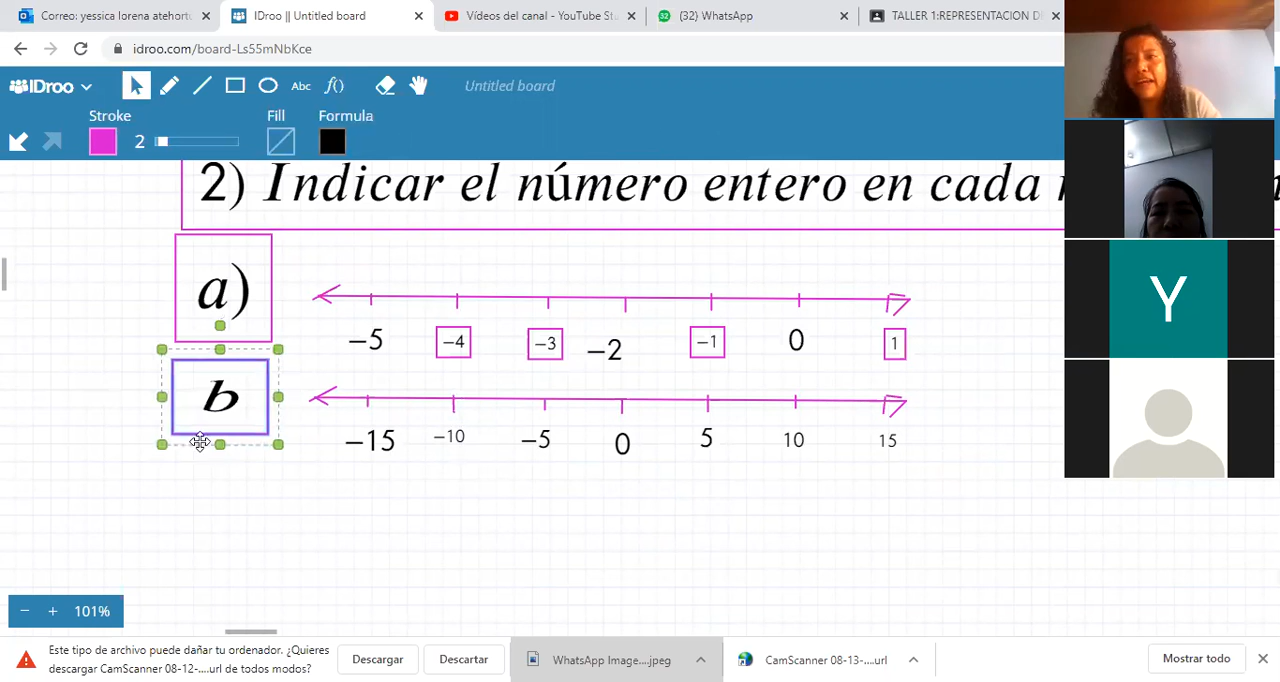 Correo: yessica lorena atehort
IDroo || Untitled board
Vídeos del canal - YouTube Stu
(32) WhatsApp
TALLER 1:REPRESENTACION DE
idroo.com/board-Ls55mNbKce
IDroo
Abc
f()
Untitled board
Stroke
Fill
Formula
2
2) Indicar el número entero en cada
a)
-5 -4 -3 -2 -1 0 1
b
-15 -10 -5 0 5 10 15
Y
- + 101%
Este tipo de archivo puede dañar tu ordenador. ¿Quieres
descargar CamScanner 08-12-....url de todos modos?
Descargar
Descartar
WhatsApp Image....jpeg
CamScanner 08-13-....url
Mostrar todo